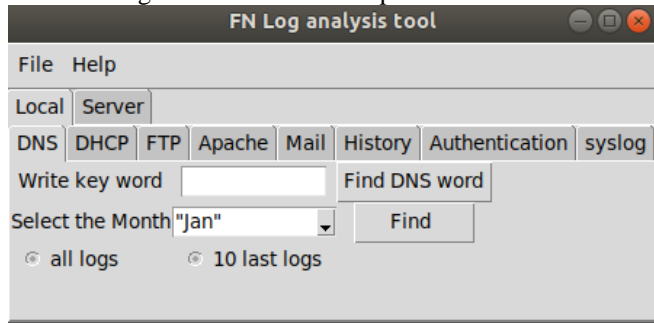 FN Log analysis tool
File Help
Local Server
DNS DHCP FTP Apache Mail History Authentication syslog
Write key word Find DNS word
Select the Month "Jan" Find
all logs 10 last logs